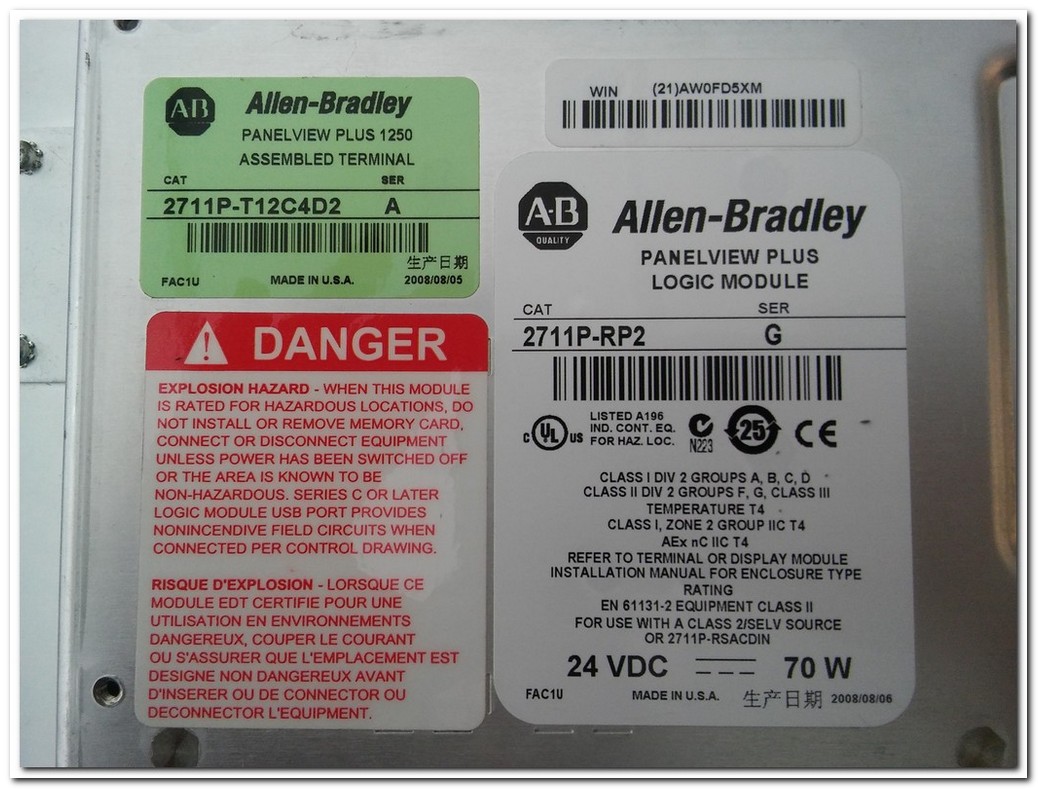 AB
Allen-Bradley
PANELVIEW PLUS 1250
ASSEMBLED TERMINAL
CAT SER
2711P-T12C4D2 A
生产日期
FAC1U MADE IN U.S.A. 2008/08/05
DANGER
EXPLOSION HAZARD - WHEN THIS MODULE
IS RATED FOR HAZARDOUS LOCATIONS, DO
NOT INSTALL OR REMOVE MEMORY CARD,
CONNECT OR DISCONNECT EQUIPMENT
UNLESS POWER HAS BEEN SWITCHED OFF
OR THE AREA IS KNOWN TO BE
NON-HAZARDOUS. SERIES C OR LATER
LOGIC MODULE USB PORT PROVIDES
NONINCENDIVE FIELD CIRCUITS WHEN
CONNECTED PER CONTROL DRAWING.
RISQUE D'EXPLOSION - LORSQUE CE
MODULE EDT CERTIFIE POUR UNE
UTILISATION EN ENVIRONNEMENTS
DANGEREUX, COUPER LE COURANT
OU S'ASSURER QUE L'EMPLACEMENT EST
DESIGNE NON DANGEREUX AVANT
D'INSERER OU DE CONNECTOR OU
DECONNECTOR L'EQUIPMENT.
WIN (21)AW0FD5XM
A-B
QUALITY
Allen-Bradley
PANELVIEW PLUS
LOGIC MODULE
CAT SER
2711P-RP2 G
c UL US
LISTED A196
IND. CONT. EQ.
FOR HAZ. LOC.
N223
25
CE
CLASS I DIV 2 GROUPS A, B, C, D
CLASS II DIV 2 GROUPS F, G, CLASS III
TEMPERATURE T4
CLASS I, ZONE 2 GROUP IIC T4
AEx nC IIC T4
REFER TO TERMINAL OR DISPLAY MODULE
INSTALLATION MANUAL FOR ENCLOSURE TYPE
RATING
EN 61131-2 EQUIPMENT CLASS II
FOR USE WITH A CLASS 2/SELV SOURCE
OR 2711P-RSACDIN
24 VDC 70 W
FAC1U MADE IN U.S.A. 生产日期 2008/08/06